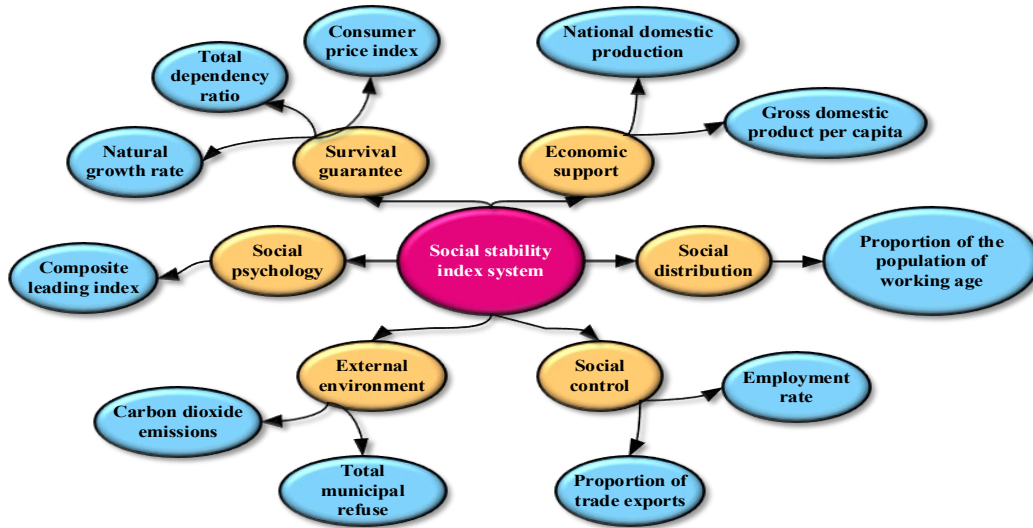 Consumer
price index
National domestic
production
Total
dependency
ratio
Gross domestic
product per capita
Natural
growth rate
Survival
guarantee
Economic
support
Social
psychology
Social stability
index system
Social
distribution
Proportion of the
population of
working age
Composite
leading index
External
environment
Social
control
Employment
rate
Carbon dioxide
emissions
Total
municipal
refuse
Proportion of
trade exports